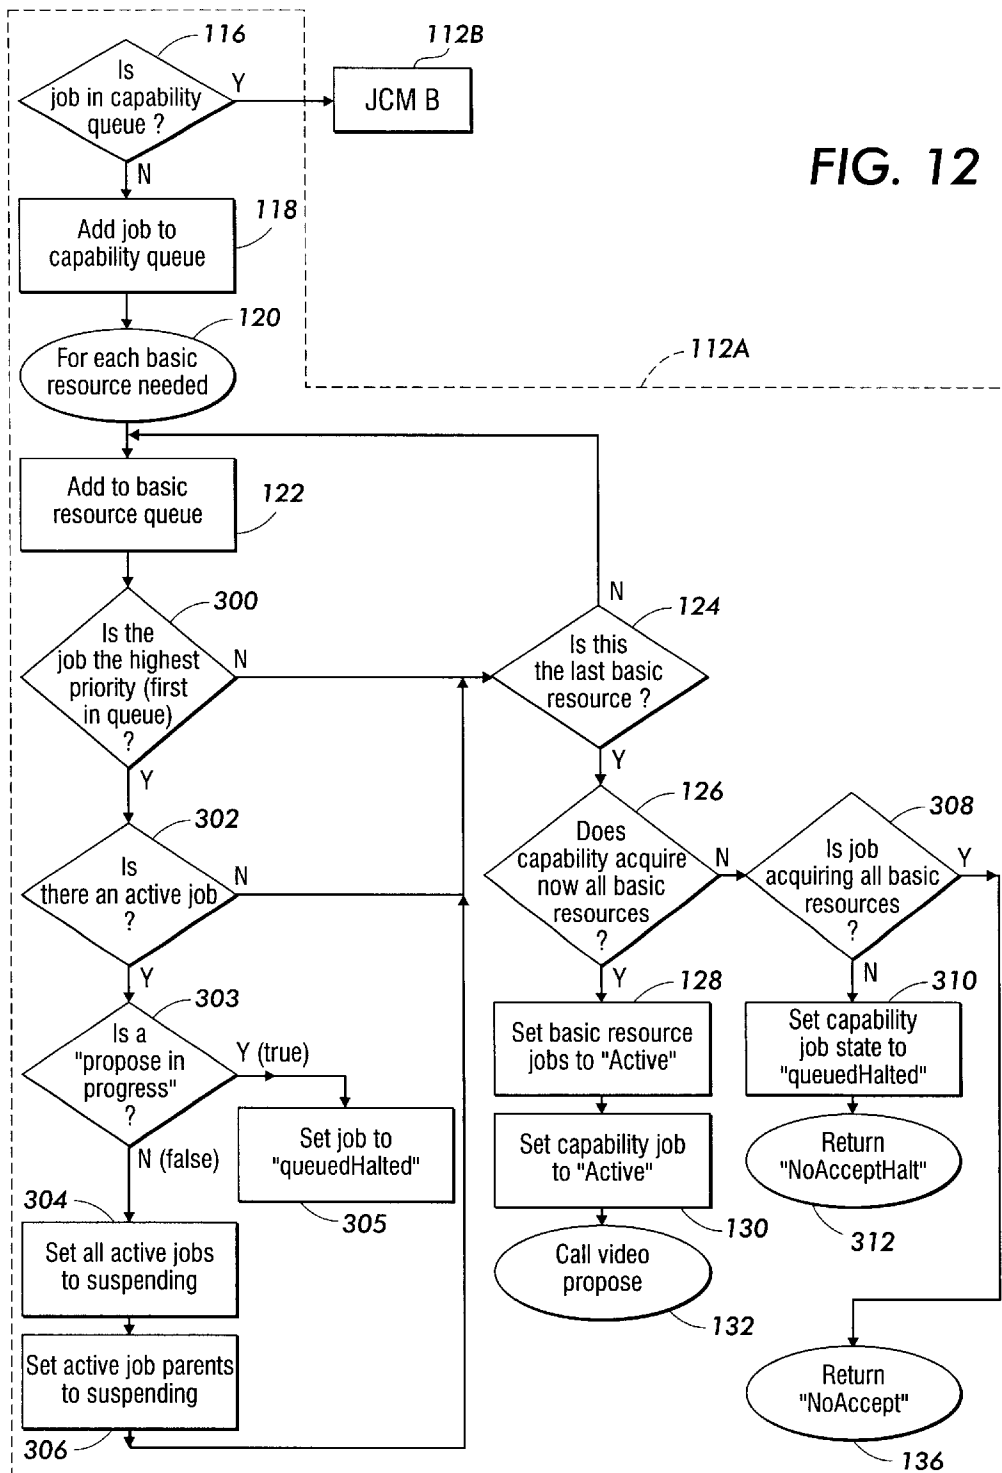 116
Is
job in capability
queue ?
Y
112B
JCM B
N
FIG. 12
118
Add job to
capability queue
120
For each basic
resource needed
112A
Add to basic
resource queue
122
300
Is the
job the highest
priority (first
in queue)
?
N
Y
N
124
Is this
the last basic
resource ?
Y
302
Is
there an active job
?
N
Y
126
Does
capability acquire
now all basic
resources
?
N
Y
308
Is job
acquiring all basic
resources
?
Y
N
303
Is a
"propose in
progress"
?
Y (true)
N (false)
Set job to
"queuedHalted"
305
128
Set basic resource
jobs to "Active"
310
Set capability
job state to
"queuedHalted"
Set capability job
to "Active"
130
Return
"NoAcceptHalt"
312
304
Set all active jobs
to suspending
Call video
propose
132
Set active job parents
to suspending
306
Return
"NoAccept"
136